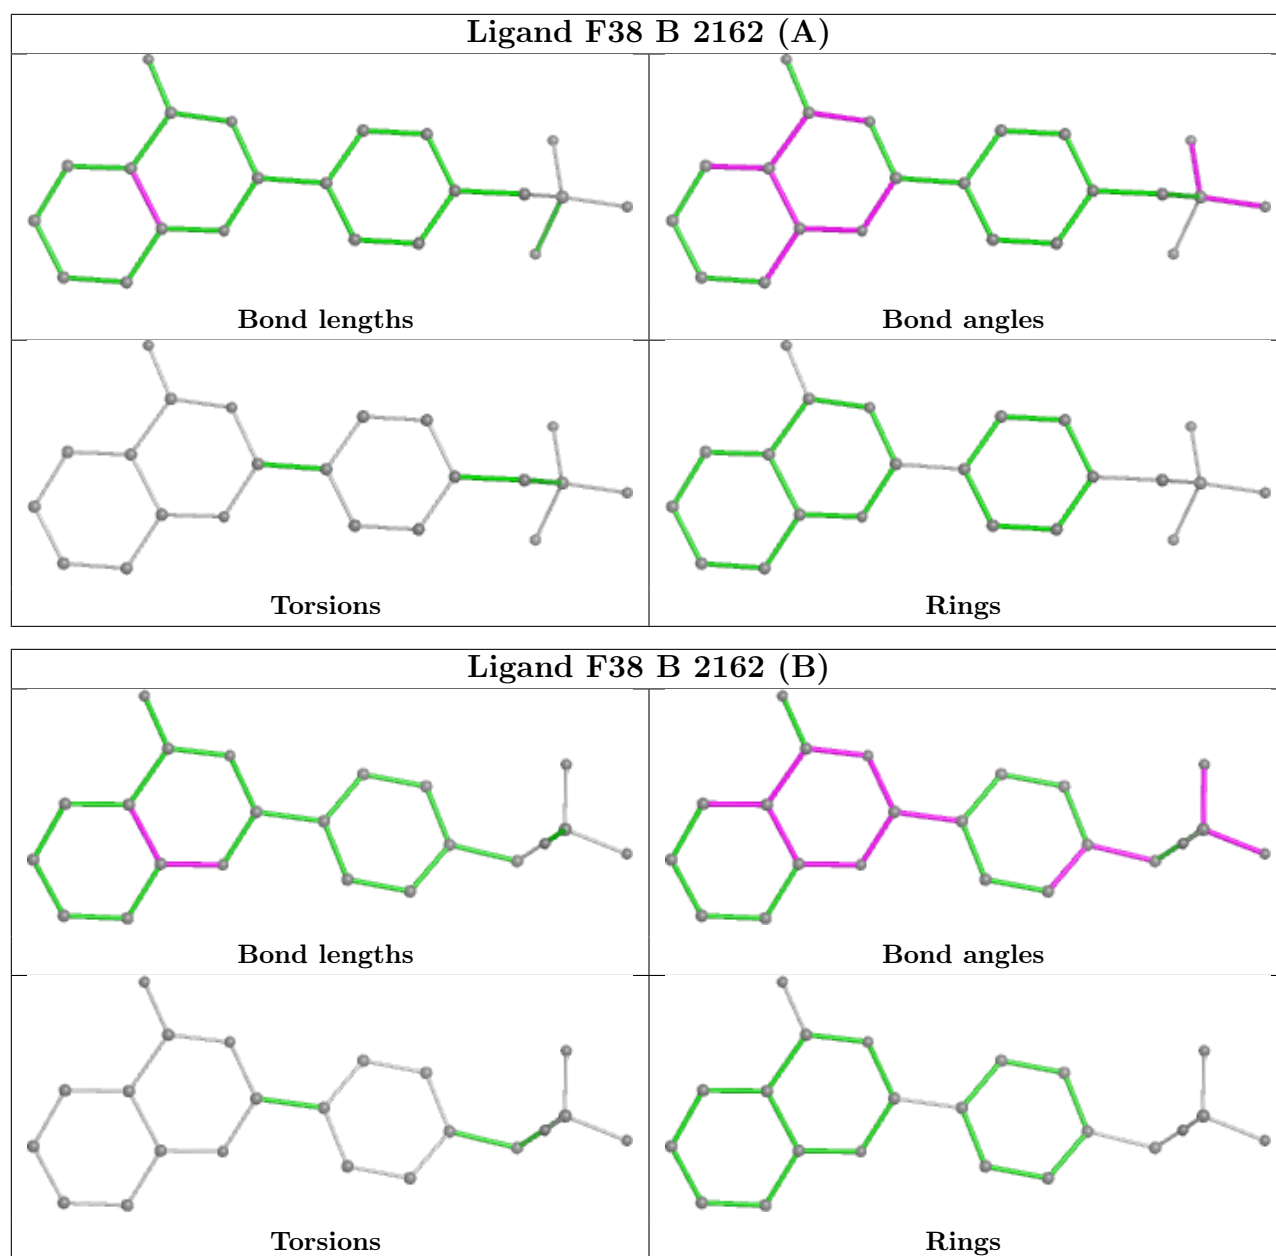 Ligand F38 B 2162 (A)
Bond lengths
Bond angles
Torsions
Rings
Ligand F38 B 2162 (B)
Bond lengths
Bond angles
Torsions
Rings